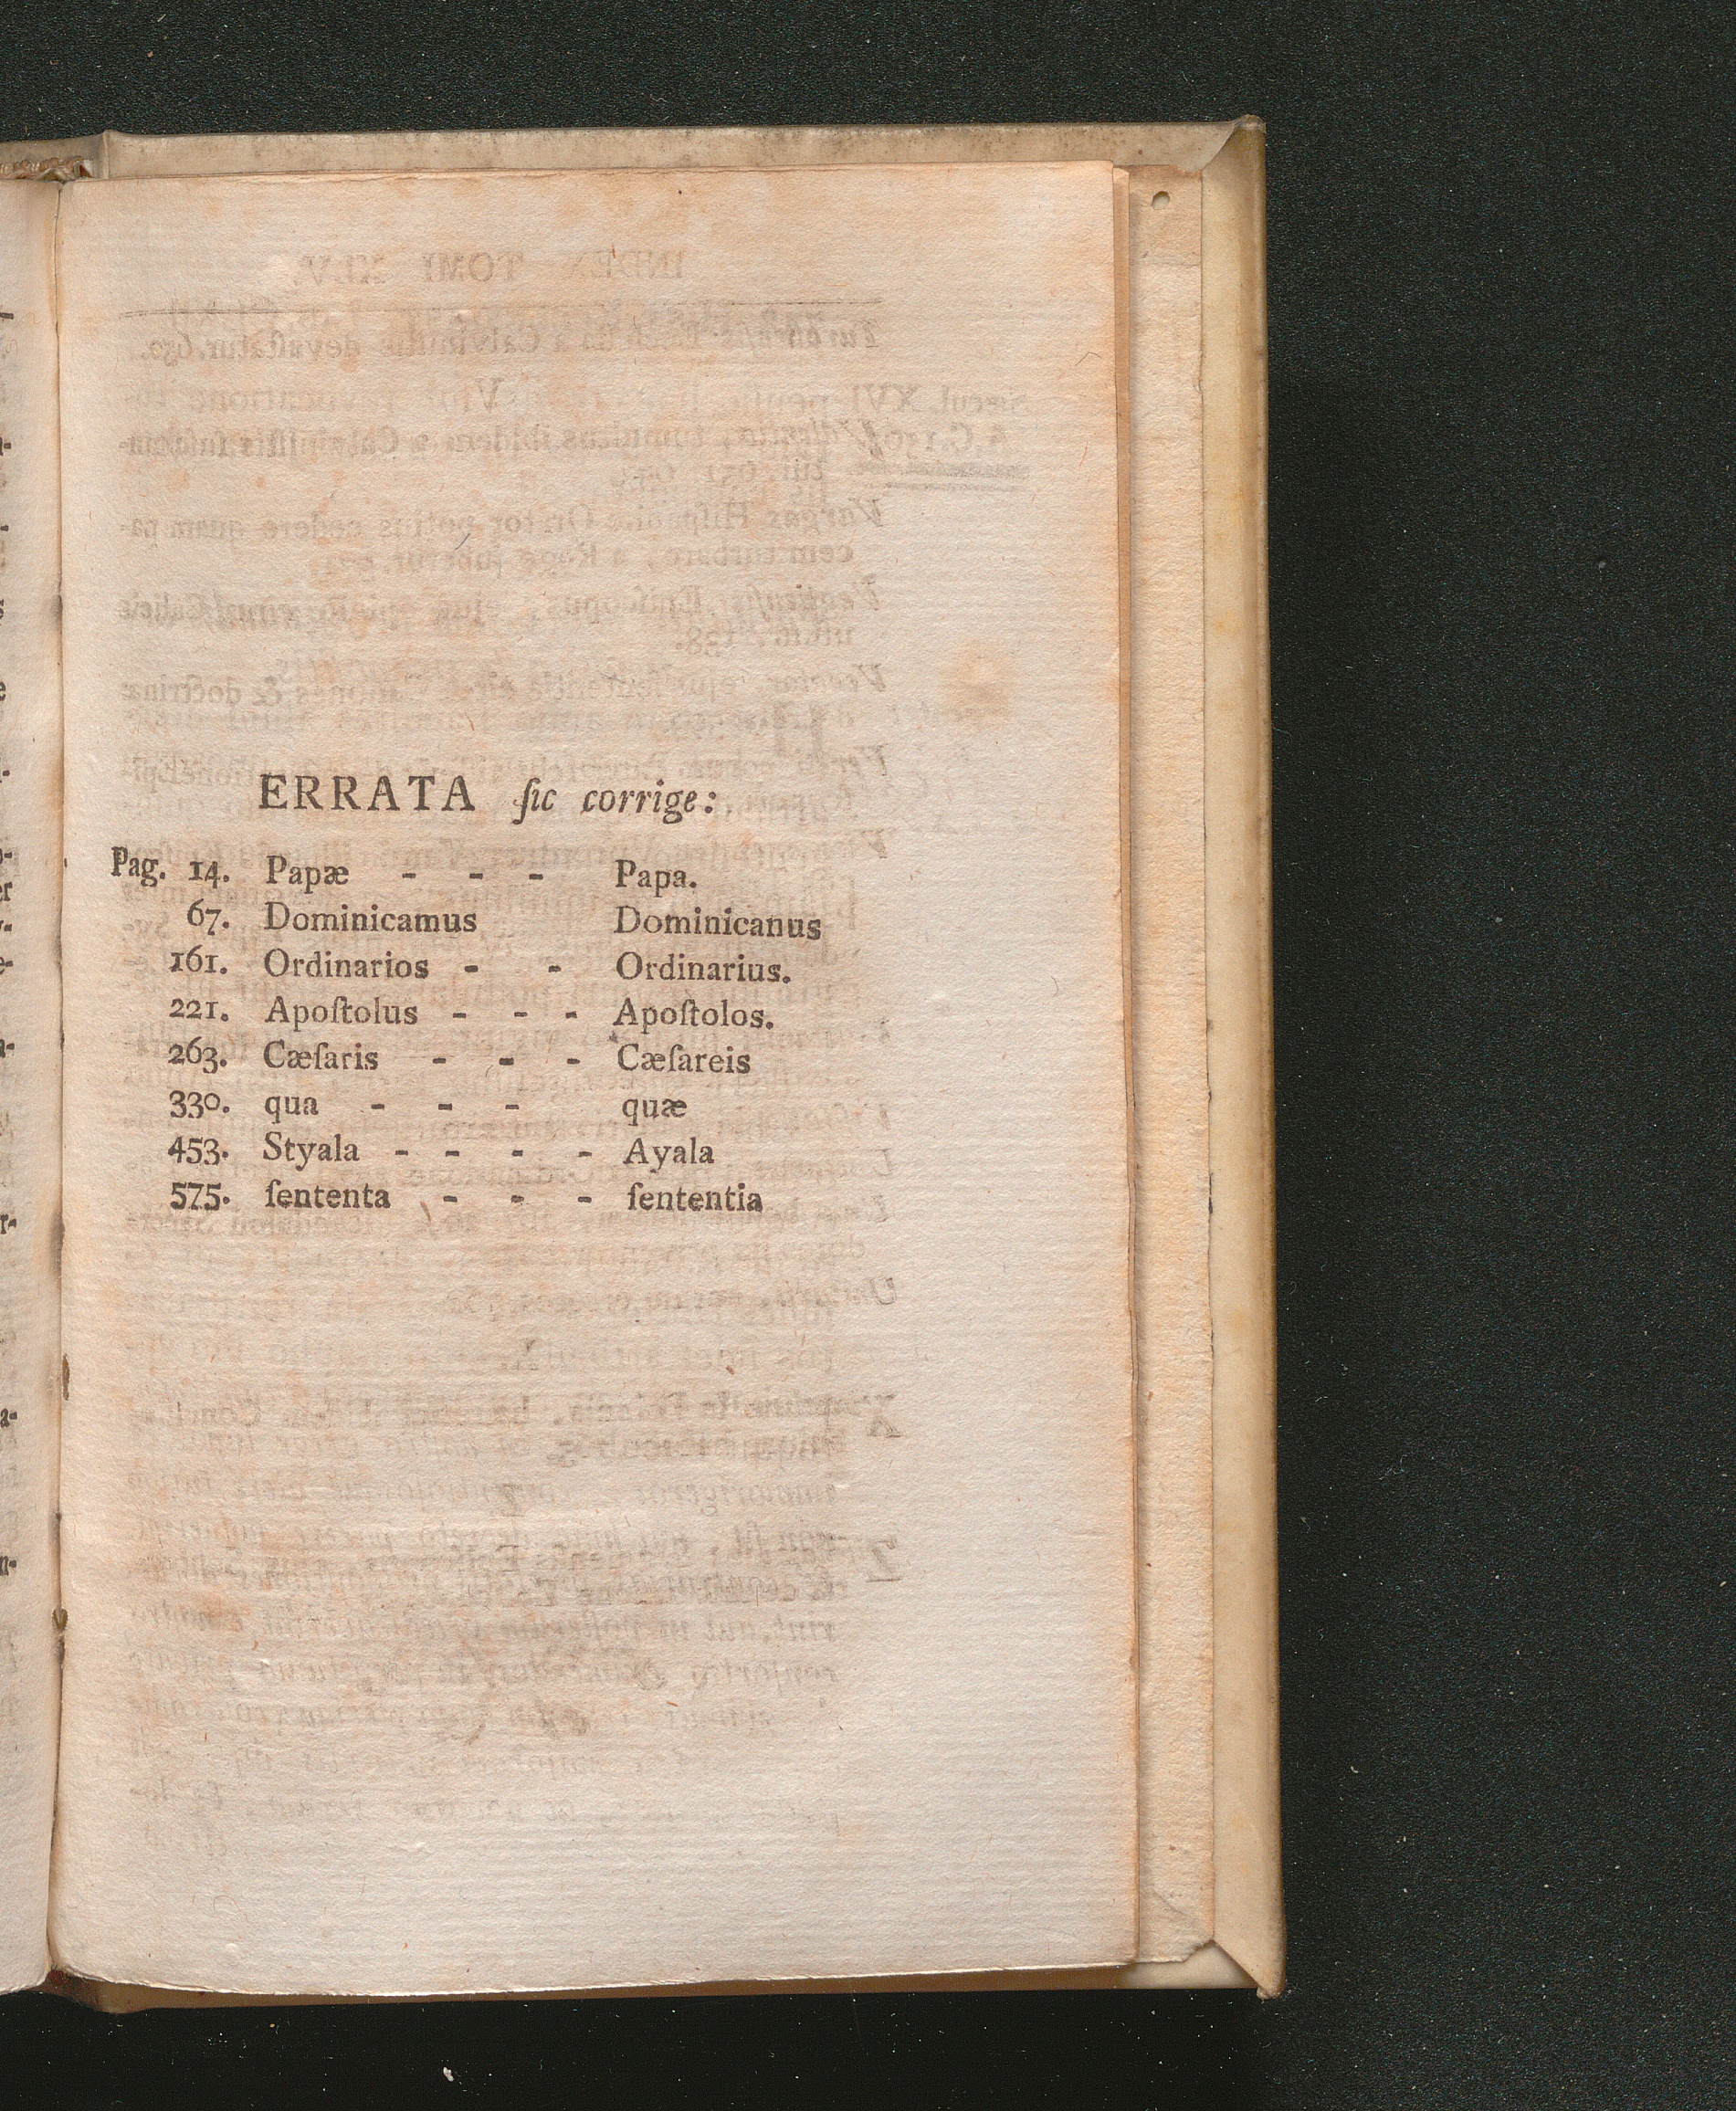 ERRATA ſic corrige:
Pag. 14. Papæ - - - Papa.
67. Dominicamus Dominicanus
161. Ordinarios - - Ordinarius.
221. Apoſtolus - - - Apoſtolos.
263. Cæſaris - - - Cæſareis
330. qua - - - quæ
453. Styala - - - - Ayala
575. ſententa - - - ſententia